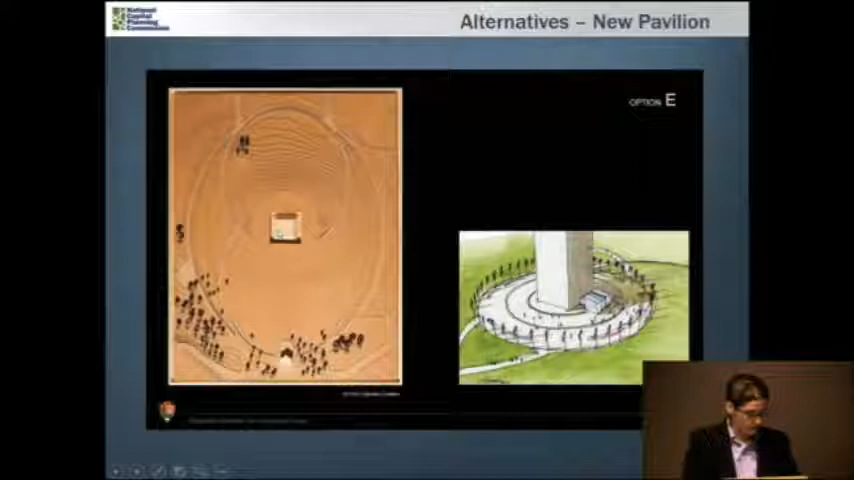 National
Capital
Planning
Commission
Alternatives – New Pavilion
OPTION E